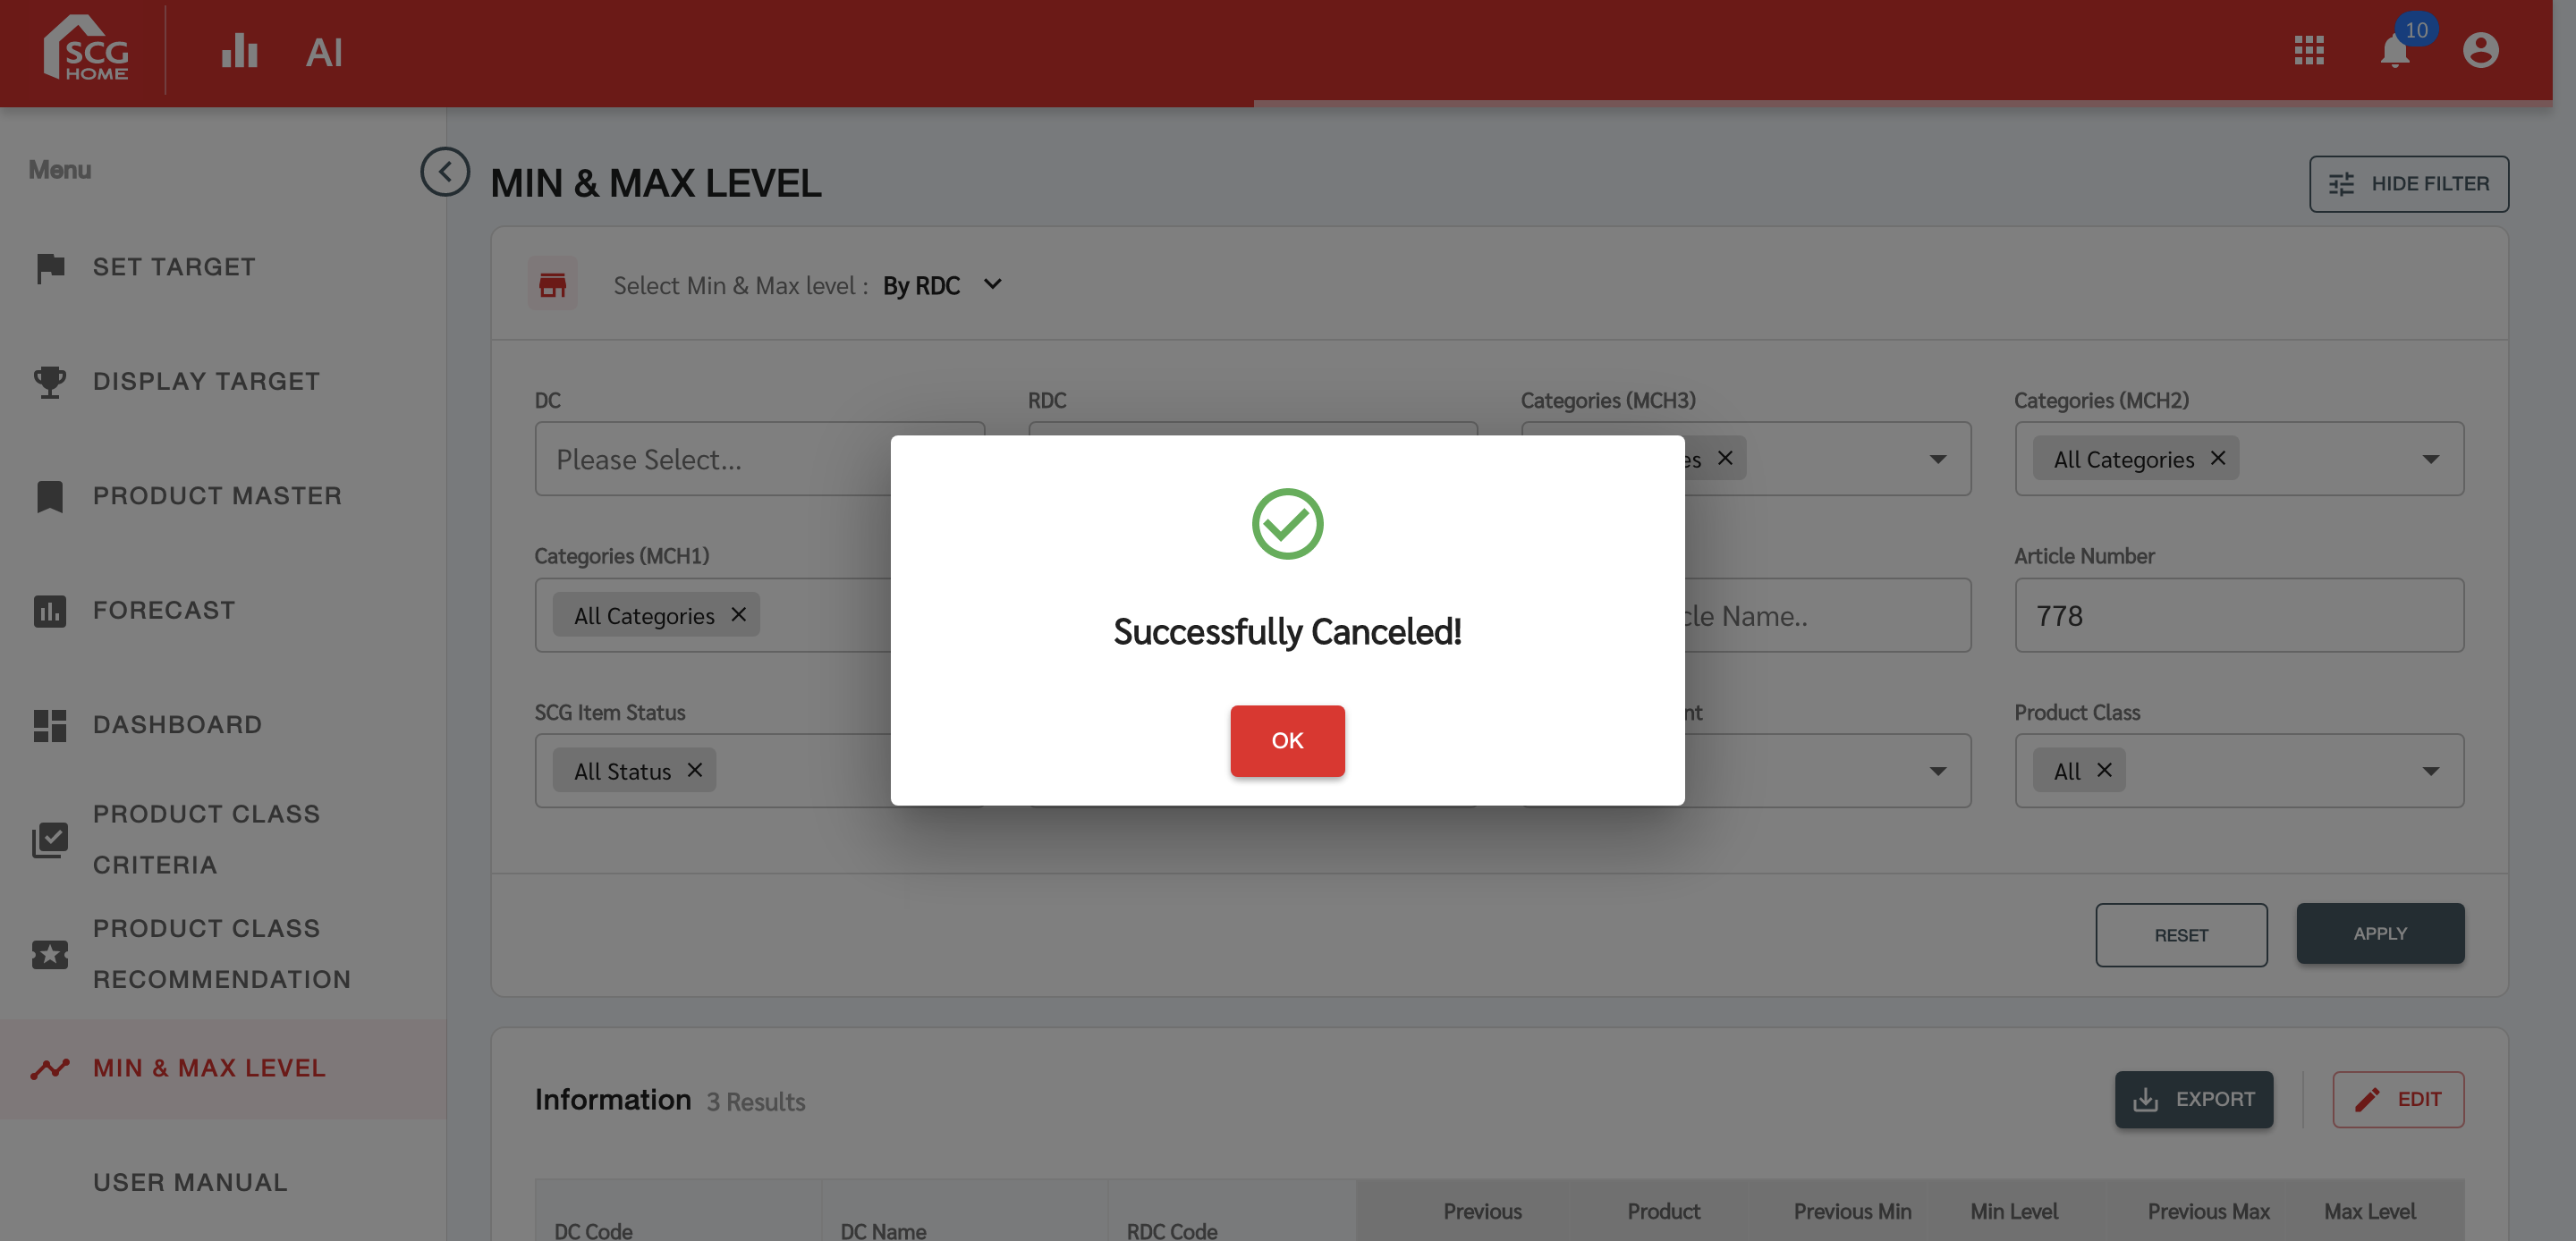 SCG
HOME
AI
10
Menu
MIN & MAX LEVEL
HIDE FILTER
SET TARGET
Select Min & Max level : By RDC
DISPLAY TARGET
DC
RDC
Categories (MCH3)
Categories (MCH2)
Please Select...
es
All Categories
PRODUCT MASTER
Categories (MCH1)
Article Number
FORECAST
All Categories
cle Name..
778
Successfully Canceled!
SCG Item Status
nt
Product Class
DASHBOARD
OK
All Status
All
PRODUCT CLASS
CRITERIA
PRODUCT CLASS
RECOMMENDATION
RESET
APPLY
MIN & MAX LEVEL
Information 3 Results
EXPORT
EDIT
USER MANUAL
DC Code
DC Name
RDC Code
Previous
Product
Previous Min
Min Level
Previous Max
Max Level